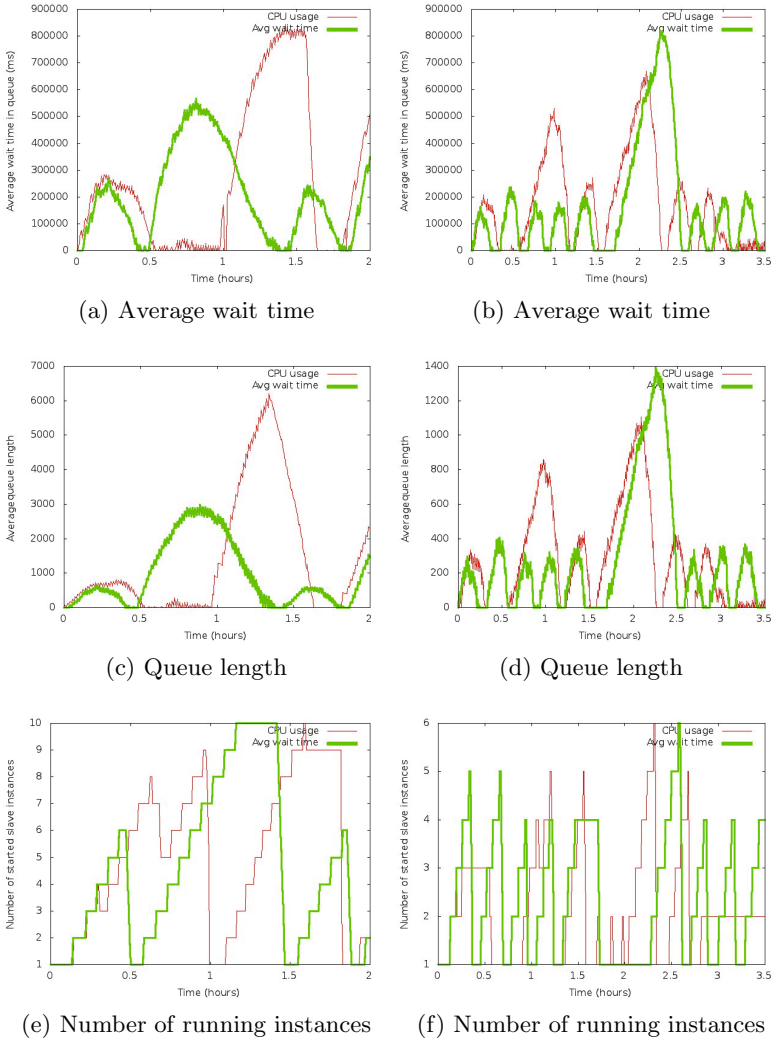 900000
800000
700000
600000
500000
400000
300000
200000
100000
0
Average wait time in queue (ms)
CPU usage
Avg wait time
0 0.5 1 1.5 2
Time (hours)
(a) Average wait time
900000
800000
700000
600000
500000
400000
300000
200000
100000
0
Average wait time in queue (ms)
CPU usage
Avg wait time
0 0.5 1 1.5 2 2.5 3 3.5
Time (hours)
(b) Average wait time
7000
6000
5000
4000
3000
2000
1000
0
Averagequeue length
CPU usage
Avg wait time
0 0.5 1 1.5 2
Time (hours)
(c) Queue length
1400
1200
1000
800
600
400
200
0
Averagequeue length
CPU usage
Avg wait time
0 0.5 1 1.5 2 2.5 3 3.5
Time (hours)
(d) Queue length
10
9
8
7
6
5
4
3
2
1
Number of started slave instances
CPU usage
Avg wait time
0 0.5 1 1.5 2
Time (hours)
(e) Number of running instances
6
5
4
3
2
1
Number of started slave instances
CPU usage
Avg wait time
0 0.5 1 1.5 2 2.5 3 3.5
Time (hours)
(f) Number of running instances